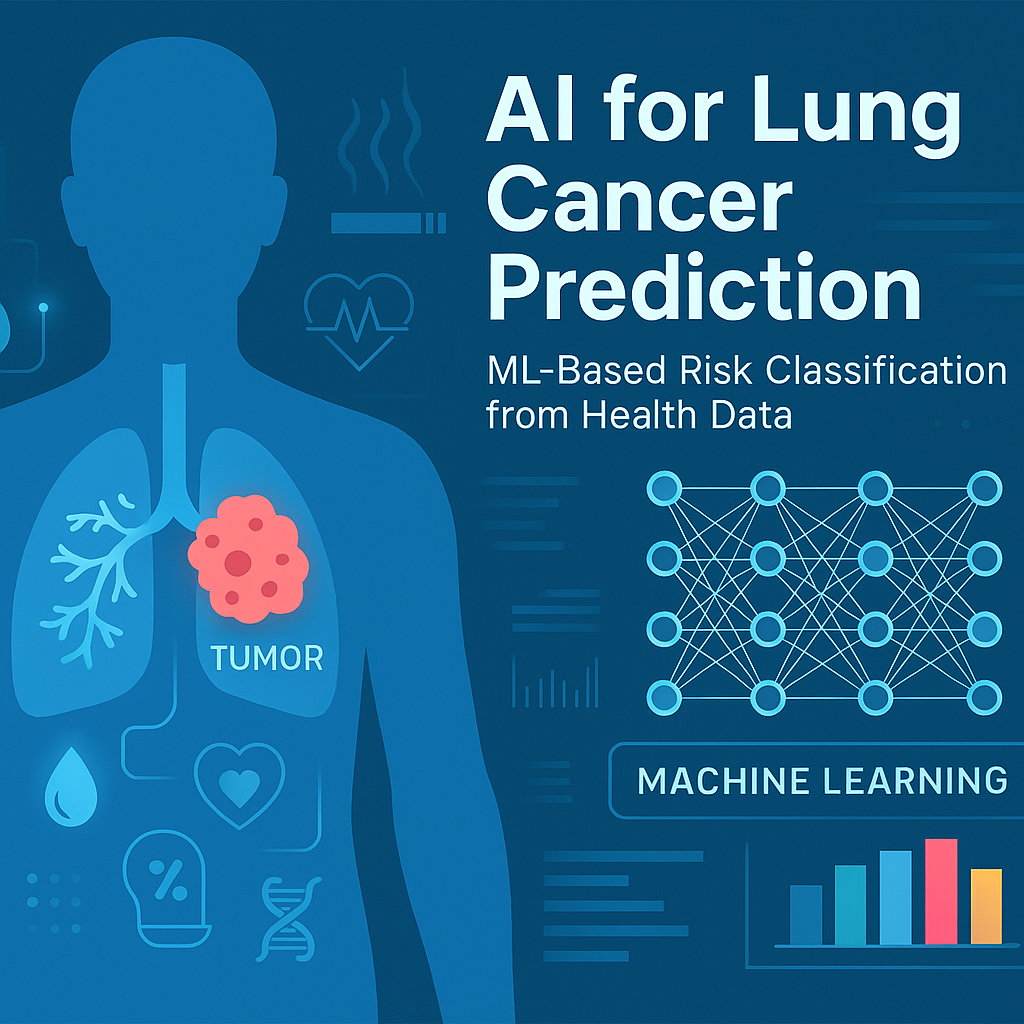 AI for Lung
Cancer
Prediction
ML-Based Risk Classification
from Health Data
TUMOR
%
MACHINE LEARNING